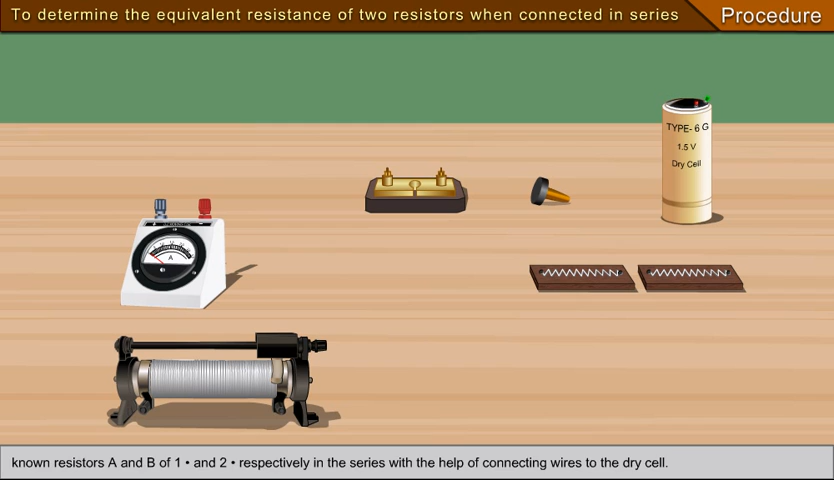 To determine the equivalent resistance of two resistors when connected in series
Procedure
TYPE- 6 G
1.5 V
Dry Cell
A
known resistors A and B of 1 • and 2 • respectively in the series with the help of connecting wires to the dry cell.